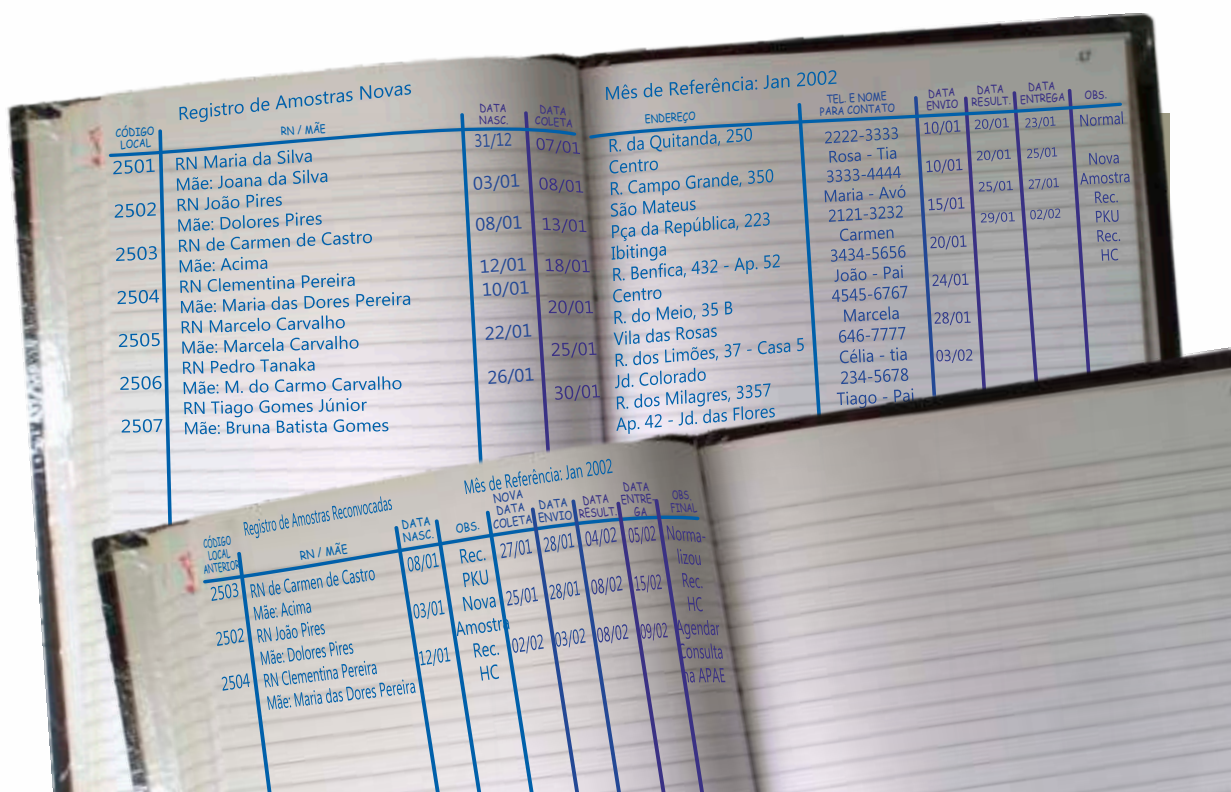 Registro de Amostras Novas
CÓDIGO LOCAL RN / MÃE DATA NASC. DATA COLETA
2501 RN Maria da Silva 31/12 07/01
Mãe: Joana da Silva
2502 RN João Pires 03/01 08/01
Mãe: Dolores Pires
2503 RN de Carmen de Castro 08/01 13/01
Mãe: Acima
2504 RN Clementina Pereira 12/01 18/01
Mãe: Maria das Dores Pereira
2505 RN Marcelo Carvalho 10/01 20/01
Mãe: Marcela Carvalho
2506 RN Pedro Tanaka 22/01 25/01
Mãe: M. do Carmo Carvalho
2507 RN Tiago Gomes Júnior 26/01 30/01
Mãe: Bruna Batista Gomes
Mês de Referência: Jan 2002
ENDEREÇO TEL. E NOME PARA CONTATO DATA ENVIO DATA RESULT. DATA ENTREGA OBS.
R. da Quitanda, 250 2222-3333 10/01 20/01 23/01 Normal
Centro Rosa - Tia
R. Campo Grande, 350 3333-4444 10/01 20/01 25/01 Nova
São Mateus Maria - Avó Amostra
Pça da República, 223 2121-3232 15/01 25/01 27/01 Rec.
Ibitinga Carmen PKU
R. Benfica, 432 - Ap. 52 3434-5656 20/01 29/01 02/02 Rec.
Centro João - Pai HC
R. do Meio, 35 B 4545-6767 24/01
Vila das Rosas Marcela
R. dos Limões, 37 - Casa 5 646-7777 28/01
Jd. Colorado Célia - tia
R. dos Milagres, 3357 234-5678 03/02
Ap. 42 - Jd. das Flores Tiago - Pai
Registro de Amostras Reconvocadas Mês de Referência: Jan 2002
CÓDIGO LOCAL ANTERIOR RN / MÃE DATA NASC. OBS. NOVA DATA COLETA DATA ENVIO DATA RESULT. DATA ENTRE-GA OBS. FINAL
2503 RN de Carmen de Castro 08/01 Rec. 27/01 28/01 04/02 05/02 Norma-
Mãe: Acima PKU lizou
2502 RN João Pires 03/01 Nova 25/01 28/01 08/02 15/02 Rec.
Mãe: Dolores Pires Amostra HC
2504 RN Clementina Pereira 12/01 Rec. 02/02 03/02 08/02 09/02 Agendar
Mãe: Maria das Dores Pereira HC Consulta
na APAE